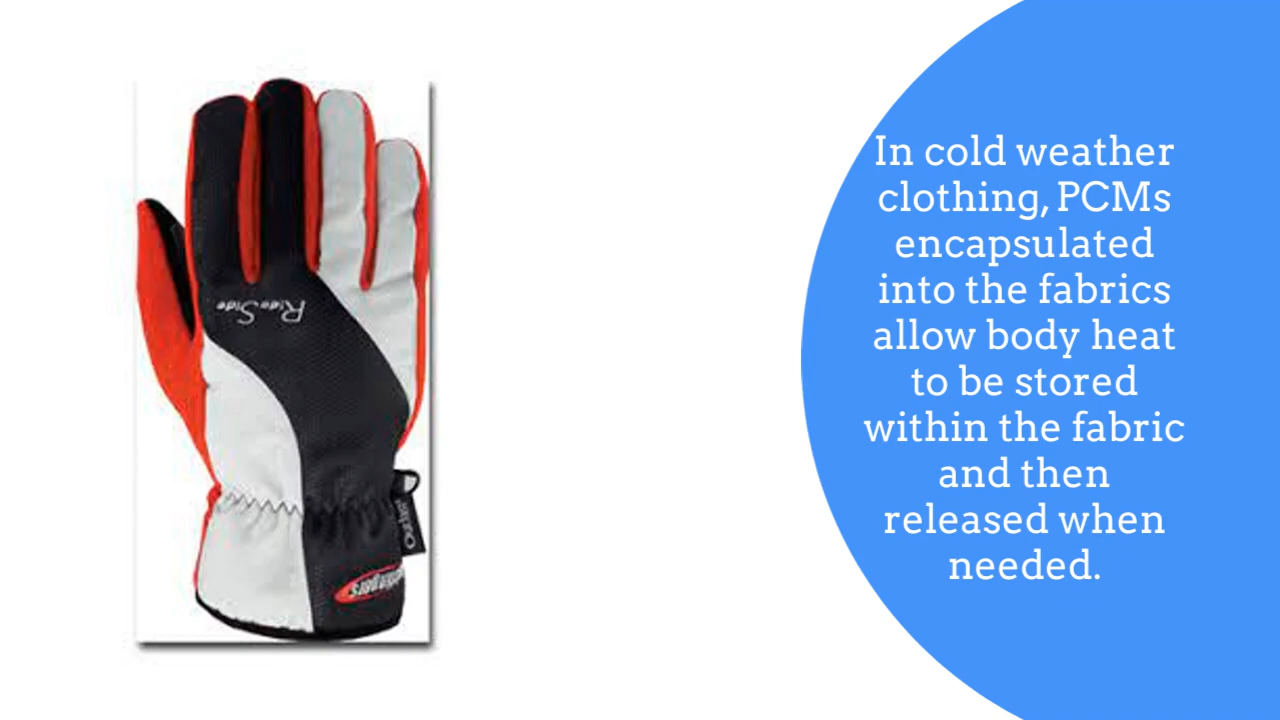 In cold weather
clothing, PCMs
encapsulated
into the fabrics
allow body heat
to be stored
within the fabric
and then
released when
needed.
RideSide